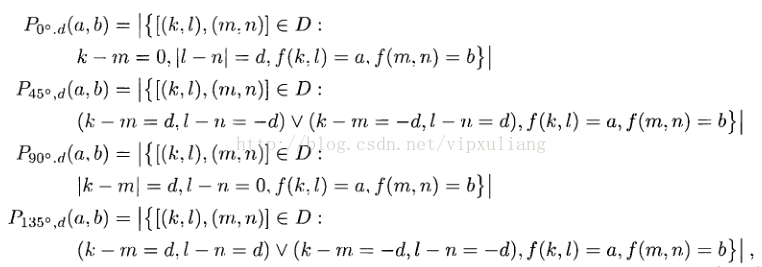 P_{0°.d}(a, b) = |{[(k, l), (m, n)] ∈ D :
k − m = 0, |l − n| = d, f(k, l) = a, f(m, n) = b}|
P_{45°,d}(a, b) = |{[(k, l), (m, n)] ∈ D :
(k − m = d, l − n = −d) ∨ (k − m = −d, l − n = d), f(k, l) = a, f(m, n) = b}|
http://blog.csdn.net/vipxuliang
P_{90°.d}(a, b) = |{[(k, l), (m, n)] ∈ D :
|k − m| = d, l − n = 0, f(k, l) = a, f(m, n) = b}|
P_{135°,d}(a, b) = |{[(k, l), (m, n)] ∈ D :
(k − m = d, l − n = d) ∨ (k − m = −d, l − n = −d), f(k, l) = a, f(m, n) = b}| ,